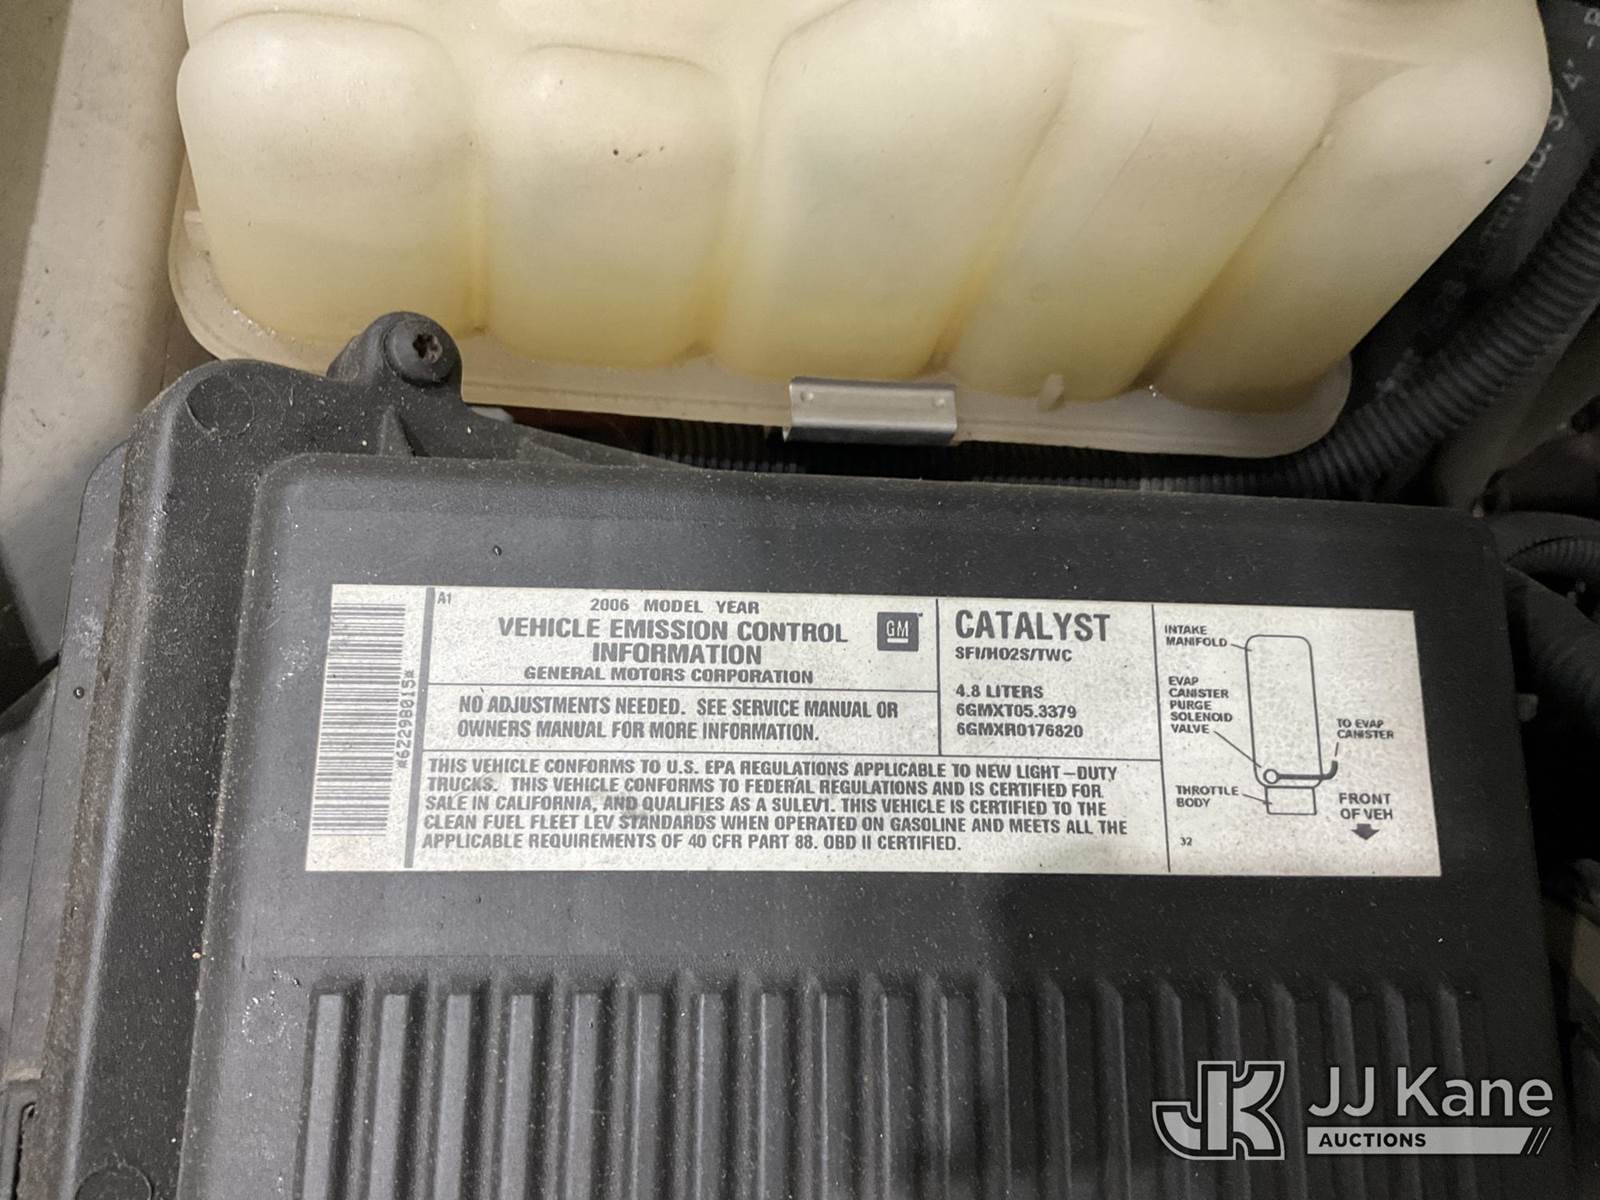 A1
2006 MODEL YEAR
VEHICLE EMISSION CONTROL
INFORMATION
GENERAL MOTORS CORPORATION
GM
NO ADJUSTMENTS NEEDED. SEE SERVICE MANUAL OR
OWNERS MANUAL FOR MORE INFORMATION.
CATALYST
SFI/HO2S/TWC
4.8 LITERS
6GMXT05.3379
6GMXR0176820
THIS VEHICLE CONFORMS TO U.S. EPA REGULATIONS APPLICABLE TO NEW LIGHT-DUTY
TRUCKS. THIS VEHICLE CONFORMS TO FEDERAL REGULATIONS AND IS CERTIFIED FOR
SALE IN CALIFORNIA, AND QUALIFIES AS A SULEV1. THIS VEHICLE IS CERTIFIED TO THE
CLEAN FUEL FLEET LEV STANDARDS WHEN OPERATED ON GASOLINE AND MEETS ALL THE
APPLICABLE REQUIREMENTS OF 40 CFR PART 88. OBD II CERTIFIED.
INTAKE
MANIFOLD
EVAP
CANISTER
PURGE
SOLENOID
VALVE
TO EVAP
CANISTER
THROTTLE
BODY
FRONT
OF VEH
32
*62298015*
I.D. 3/4"
JK JJ Kane
AUCTIONS